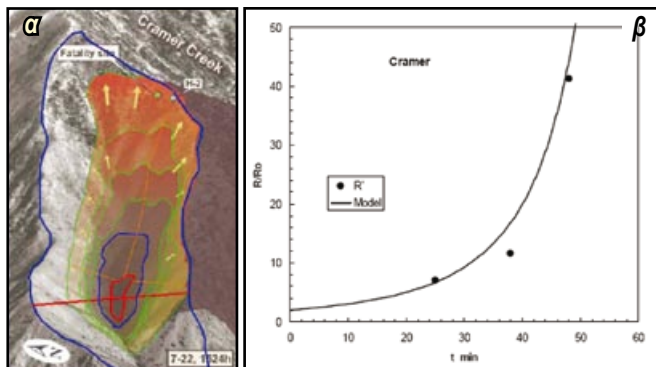 α
Fatality site
Cramer Creek
H-2
7-22, 1524h
β
Cramer
R/Ro
50
40
30
20
10
0
R'
Model
0 10 20 30 40 50 60
t min